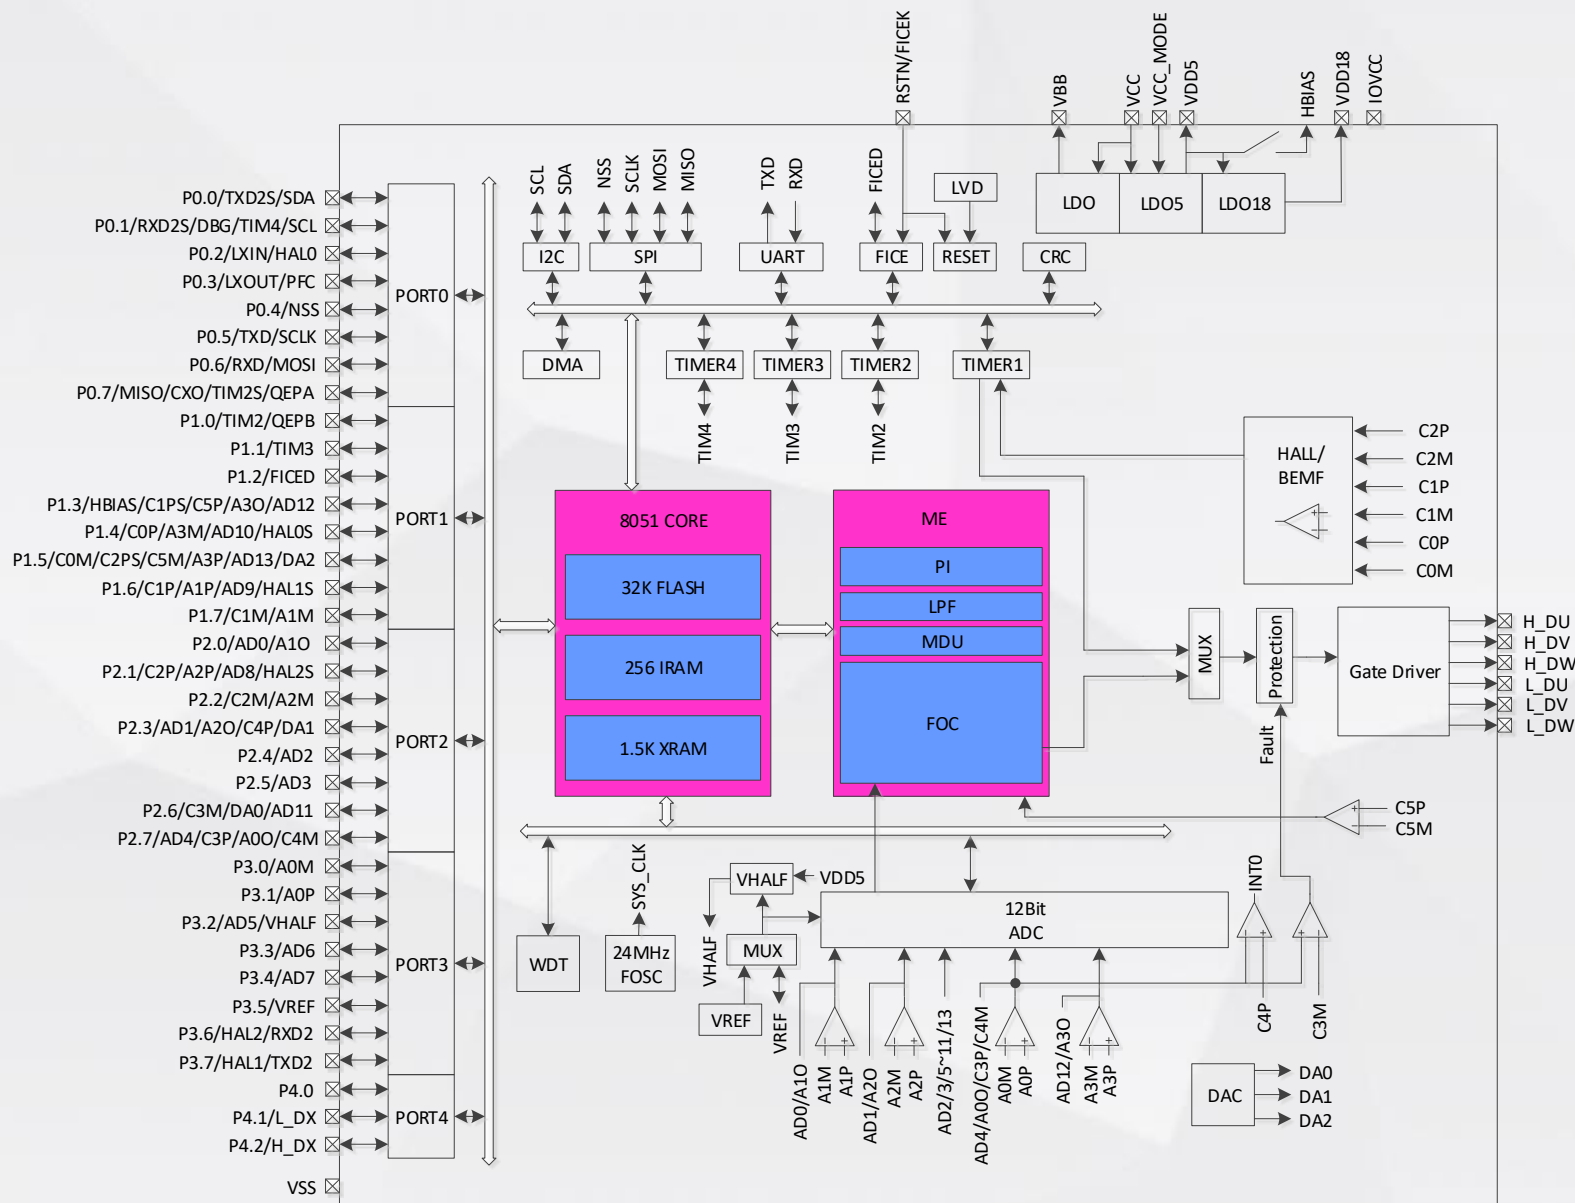 RSTN/FICEK
VBB
VCC
VCC_MODE
VDD5
HBIAS
VDD18
IOVCC
SCL
SDA
NSS
SCLK
MOSI
MISO
TXD
RXD
FICED
LVD
LDO
LDO5
LDO18
I2C
SPI
UART
FICE
RESET
CRC
DMA
TIMER4
TIMER3
TIMER2
TIMER1
TIM4
TIM3
TIM2
P0.0/TXD2S/SDA
P0.1/RXD2S/DBG/TIM4/SCL
P0.2/LXIN/HAL0
P0.3/LXOUT/PFC
P0.4/NSS
P0.5/TXD/SCLK
P0.6/RXD/MOSI
P0.7/MISO/CXO/TIM2S/QEPA
PORT0
P1.0/TIM2/QEPB
P1.1/TIM3
P1.2/FICED
P1.3/HBIAS/C1PS/C5P/A3O/AD12
P1.4/C0P/A3M/AD10/HAL0S
P1.5/C0M/C2PS/C5M/A3P/AD13/DA2
P1.6/C1P/A1P/AD9/HAL1S
P1.7/C1M/A1M
PORT1
P2.0/AD0/A1O
P2.1/C2P/A2P/AD8/HAL2S
P2.2/C2M/A2M
P2.3/AD1/A2O/C4P/DA1
P2.4/AD2
P2.5/AD3
P2.6/C3M/DA0/AD11
P2.7/AD4/C3P/A0O/C4M
PORT2
P3.0/A0M
P3.1/A0P
P3.2/AD5/VHALF
P3.3/AD6
P3.4/AD7
P3.5/VREF
P3.6/HAL2/RXD2
P3.7/HAL1/TXD2
PORT3
P4.0
P4.1/L_DX
P4.2/H_DX
PORT4
VSS
8051 CORE
32K FLASH
256 IRAM
1.5K XRAM
ME
PI
LPF
MDU
FOC
HALL/
BEMF
C2P
C2M
C1P
C1M
C0P
C0M
MUX
Protection
Fault
Gate Driver
H_DU
H_DV
H_DW
L_DU
L_DV
L_DW
C5P
C5M
WDT
SYS_CLK
24MHz
FOSC
VHALF
VDD5
VHALF
MUX
VREF
VREF
12Bit
ADC
INT0
C4P
C3M
AD0/A1O
A1M
A1P
AD1/A2O
A2M
A2P
AD2/3/5~11/13
AD4/A0O/C3P/C4M
A0M
A0P
AD12/A3O
A3M
A3P
DAC
DA0
DA1
DA2